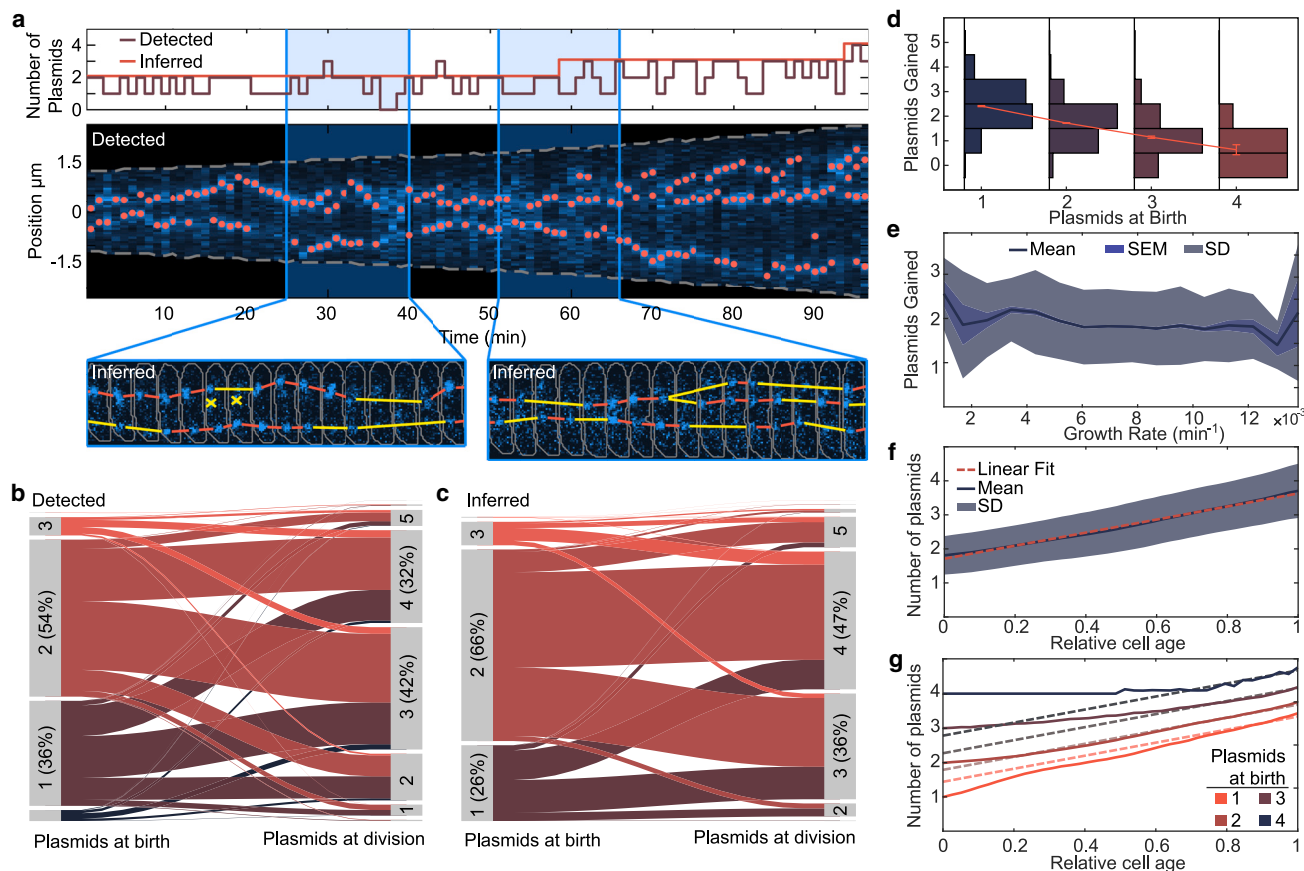 a
Number of
Plasmids
4
2
0
Detected
Inferred
Detected
Position µm
1.5
0
-1.5
10 20 30 40 50 60 70 80 90
Time (min)
Inferred
Inferred
b
Detected
3
2 (54%)
1 (36%)
5
4 (32%)
3 (42%)
2
1
Plasmids at birth
Plasmids at division
c
Inferred
3
2 (66%)
1 (26%)
5
4 (47%)
3 (36%)
2
Plasmids at birth
Plasmids at division
d
Plasmids Gained
5
4
3
2
1
0
1 2 3 4
Plasmids at Birth
e
Mean SEM SD
Plasmids Gained
3
2
1
2 4 6 8 10 12 ×10⁻³
Growth Rate (min⁻¹)
f
Linear Fit
Mean
SD
Number of plasmids
4
3
2
1
0 0.2 0.4 0.6 0.8 1
Relative cell age
g
Number of plasmids
4
3
2
1
Plasmids
at birth
1 3
2 4
0 0.2 0.4 0.6 0.8 1
Relative cell age